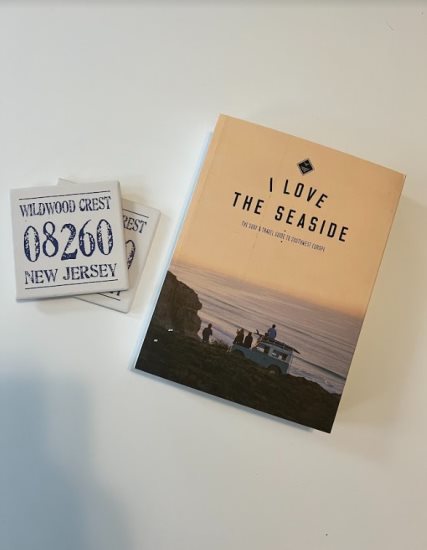 WILDWOOD CREST
08260
NEW JERSEY
CREST
I LOVE
THE SEASIDE
THE SURF & TRAVEL GUIDE TO SOUTHWEST EUROPE